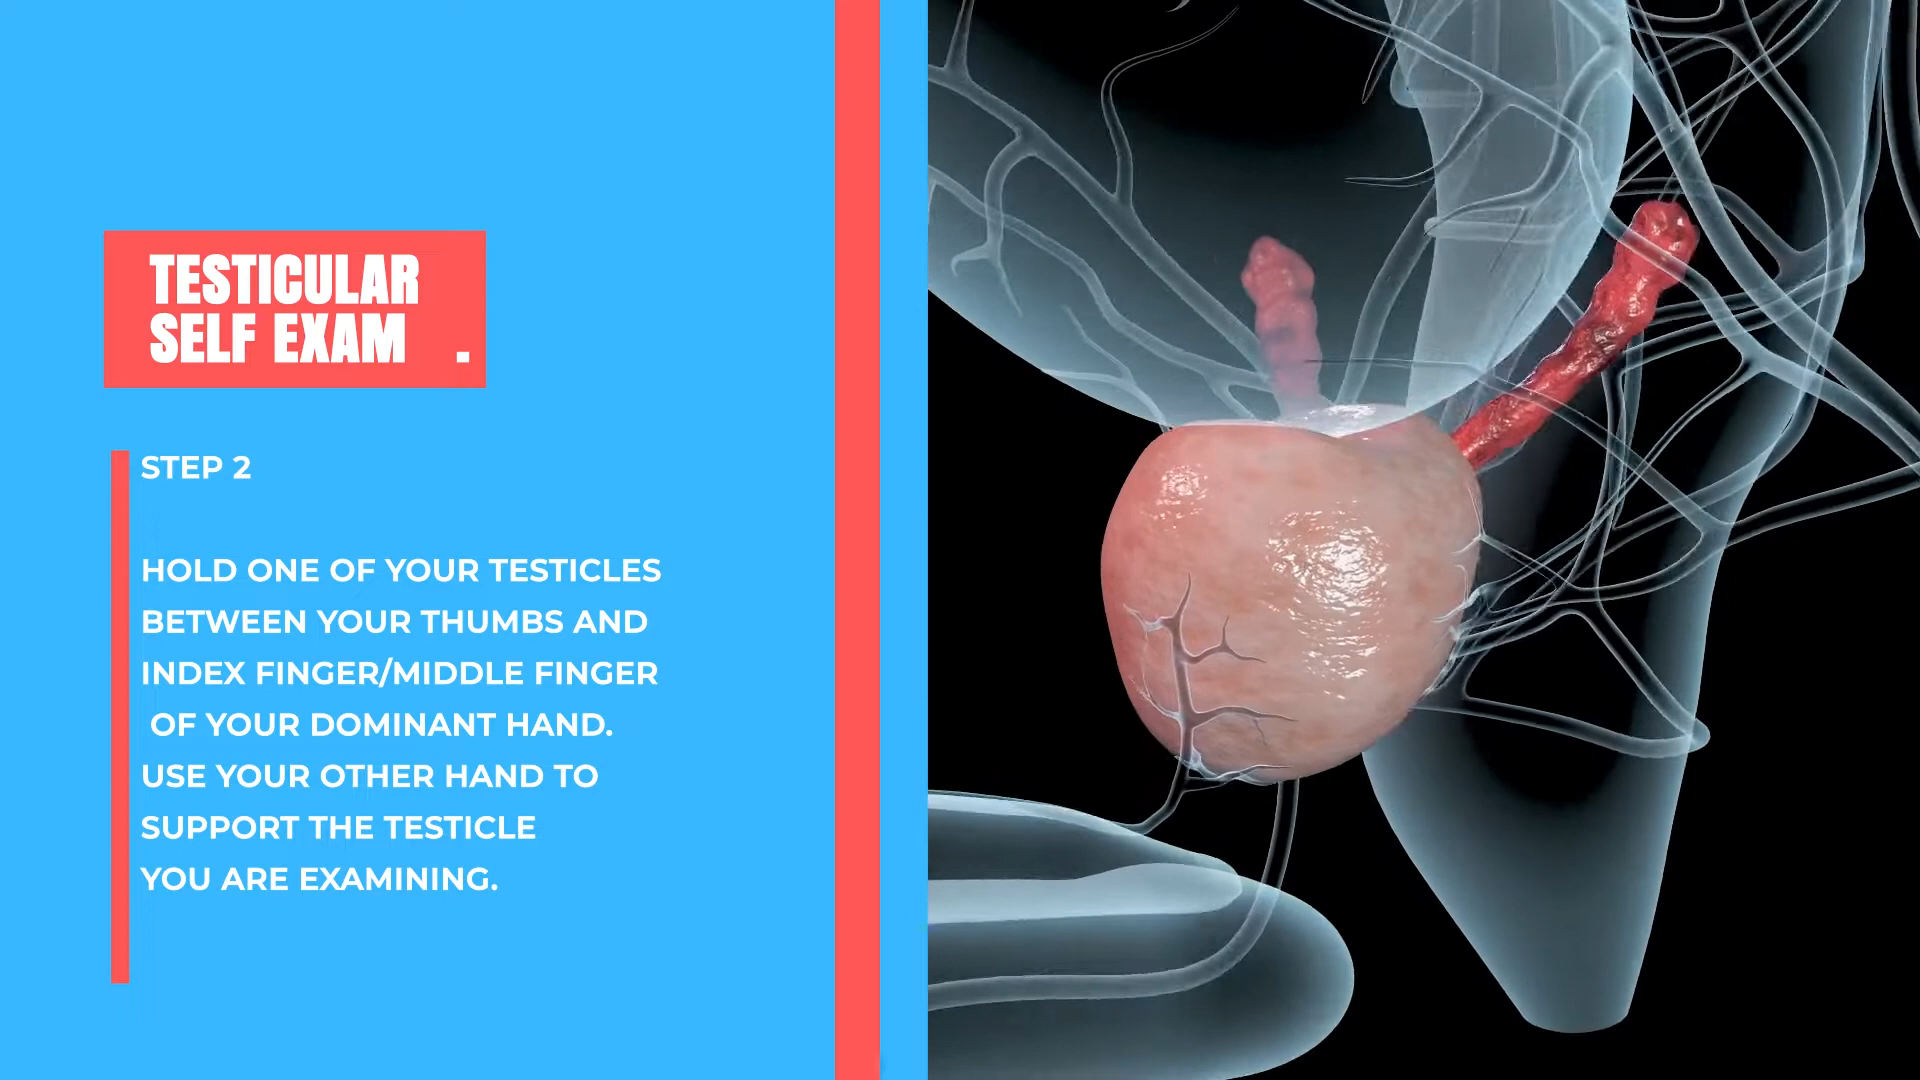 TESTICULAR
SELF EXAM .
STEP 2
HOLD ONE OF YOUR TESTICLES
BETWEEN YOUR THUMBS AND
INDEX FINGER/MIDDLE FINGER
OF YOUR DOMINANT HAND.
USE YOUR OTHER HAND TO
SUPPORT THE TESTICLE
YOU ARE EXAMINING.